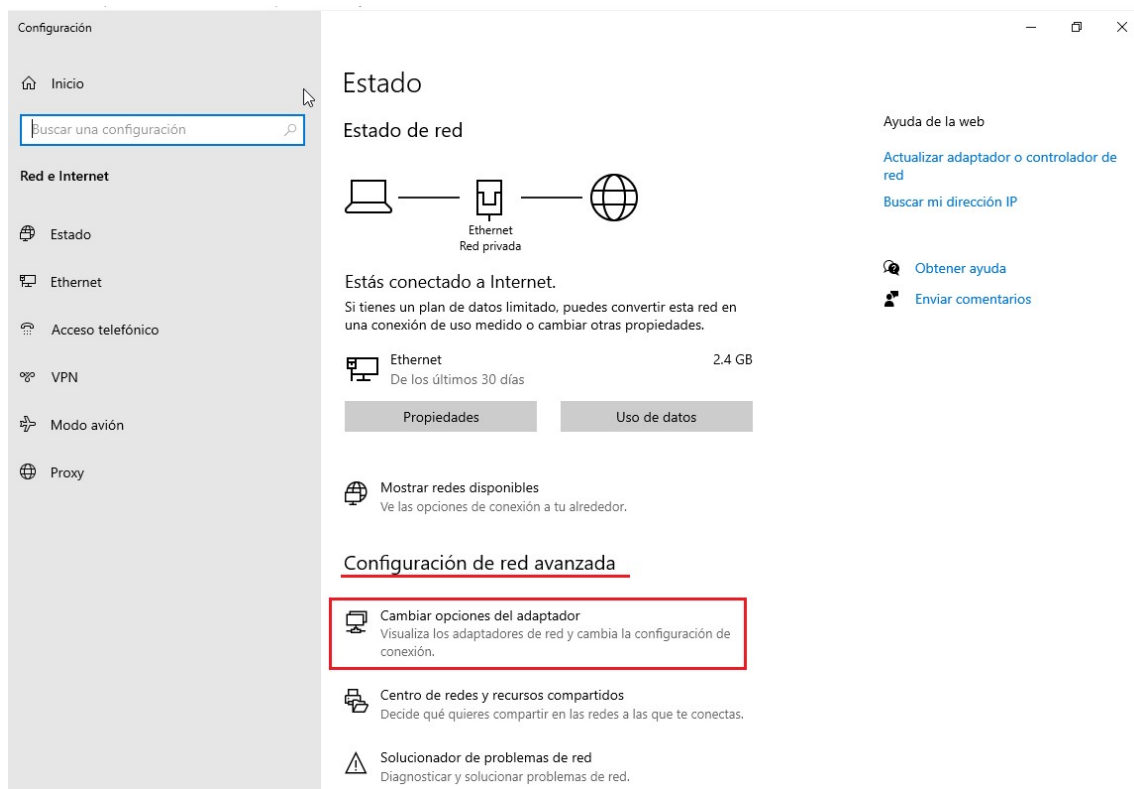 Configuración
Inicio
Buscar una configuración
Red e Internet
Estado
Ethernet
Acceso telefónico
VPN
Modo avión
Proxy
Estado
Estado de red
Ethernet
Red privada
Estás conectado a Internet.
Si tienes un plan de datos limitado, puedes convertir esta red en
una conexión de uso medido o cambiar otras propiedades.
Ethernet
2.4 GB
De los últimos 30 días
Propiedades
Uso de datos
Mostrar redes disponibles
Ve las opciones de conexión a tu alrededor.
Configuración de red avanzada
Cambiar opciones del adaptador
Visualiza los adaptadores de red y cambia la configuración de
conexión.
Centro de redes y recursos compartidos
Decide qué quieres compartir en las redes a las que te conectas.
Solucionador de problemas de red
Diagnosticar y solucionar problemas de red.
Ayuda de la web
Actualizar adaptador o controlador de
red
Buscar mi dirección IP
Obtener ayuda
Enviar comentarios